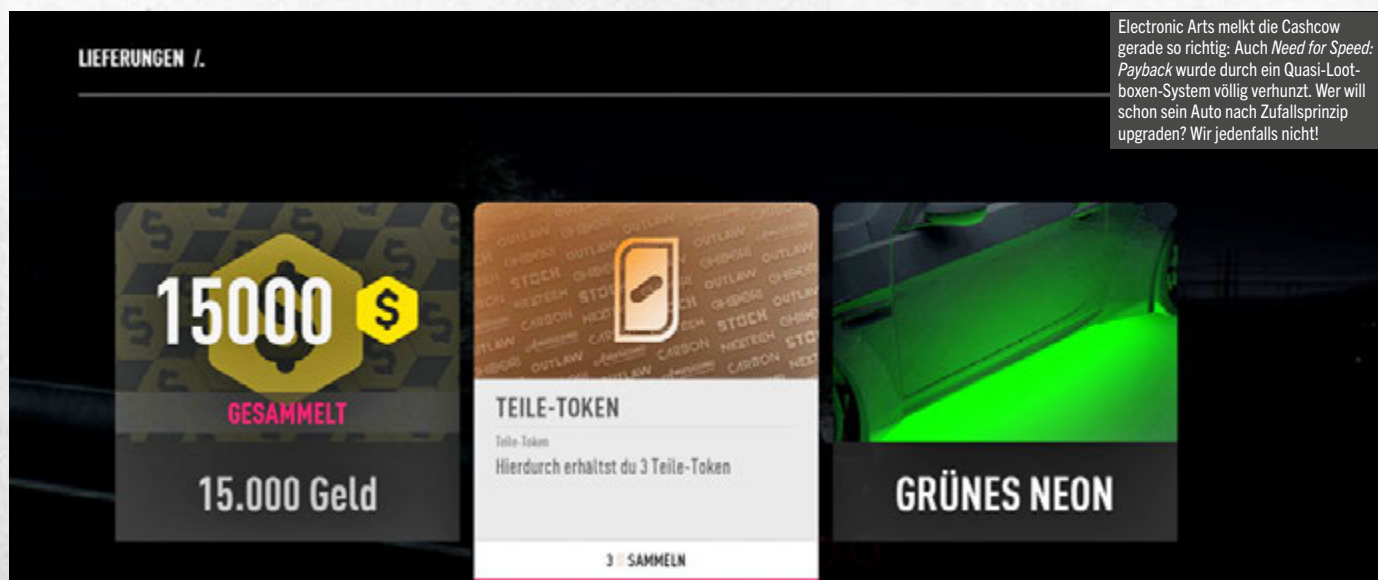 LIEFERUNGEN /.
Electronic Arts melkt die Cashcow
gerade so richtig: Auch Need for Speed:
Payback wurde durch ein Quasi-Loot-
boxen-System völlig verhunzt. Wer will
schon sein Auto nach Zufallsprinzip
upgraden? Wir jedenfalls nicht!
15000 $
GESAMMELT
15.000 Geld
TEILE-TOKEN
Teile-Token
Hierdurch erhältst du 3 Teile-Token
3 SAMMELN
GRÜNES NEON